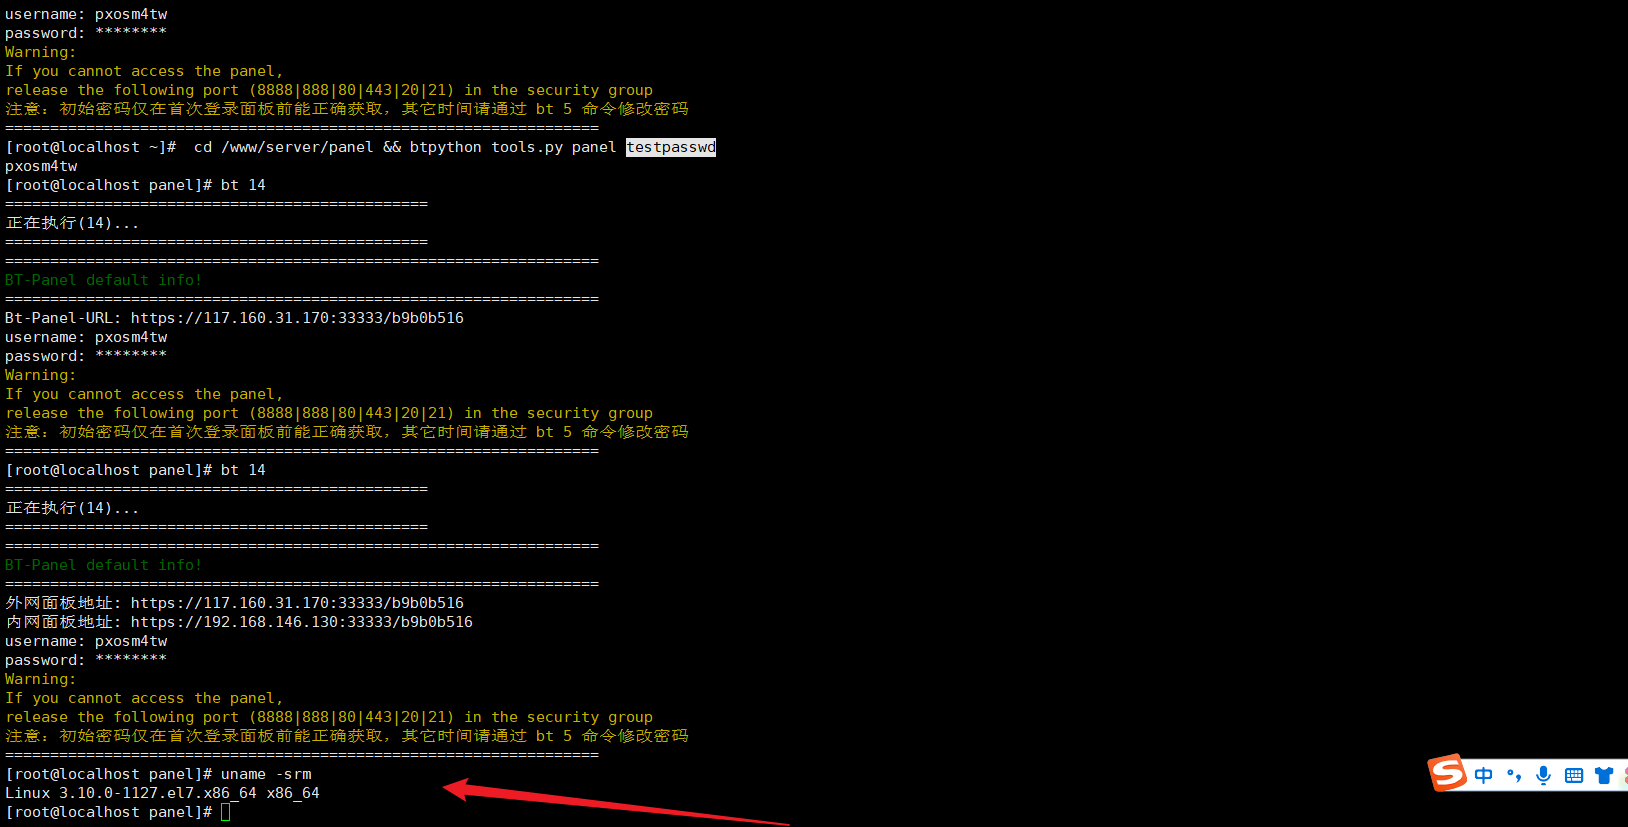 username: pxosm4tw
password: ********
Warning:
If you cannot access the panel,
release the following port (8888|888|80|443|20|21) in the security group
注意：初始密码仅在首次登录面板前能正确获取，其它时间请通过 bt 5 命令修改密码
==================================================================
[root@localhost ~]#  cd /www/server/panel && btpython tools.py panel testpasswd
pxosm4tw
[root@localhost panel]# bt 14
===============================================
正在执行(14)...
===============================================
==================================================================
BT-Panel default info!
==================================================================
Bt-Panel-URL: https://117.160.31.170:33333/b9b0b516
username: pxosm4tw
password: ********
Warning:
If you cannot access the panel,
release the following port (8888|888|80|443|20|21) in the security group
注意：初始密码仅在首次登录面板前能正确获取，其它时间请通过 bt 5 命令修改密码
==================================================================
[root@localhost panel]# bt 14
===============================================
正在执行(14)...
===============================================
==================================================================
BT-Panel default info!
==================================================================
外网面板地址: https://117.160.31.170:33333/b9b0b516
内网面板地址: https://192.168.146.130:33333/b9b0b516
username: pxosm4tw
password: ********
Warning:
If you cannot access the panel,
release the following port (8888|888|80|443|20|21) in the security group
注意：初始密码仅在首次登录面板前能正确获取，其它时间请通过 bt 5 命令修改密码
==================================================================
[root@localhost panel]# uname -srm
Linux 3.10.0-1127.el7.x86_64 x86_64
[root@localhost panel]#
S 中